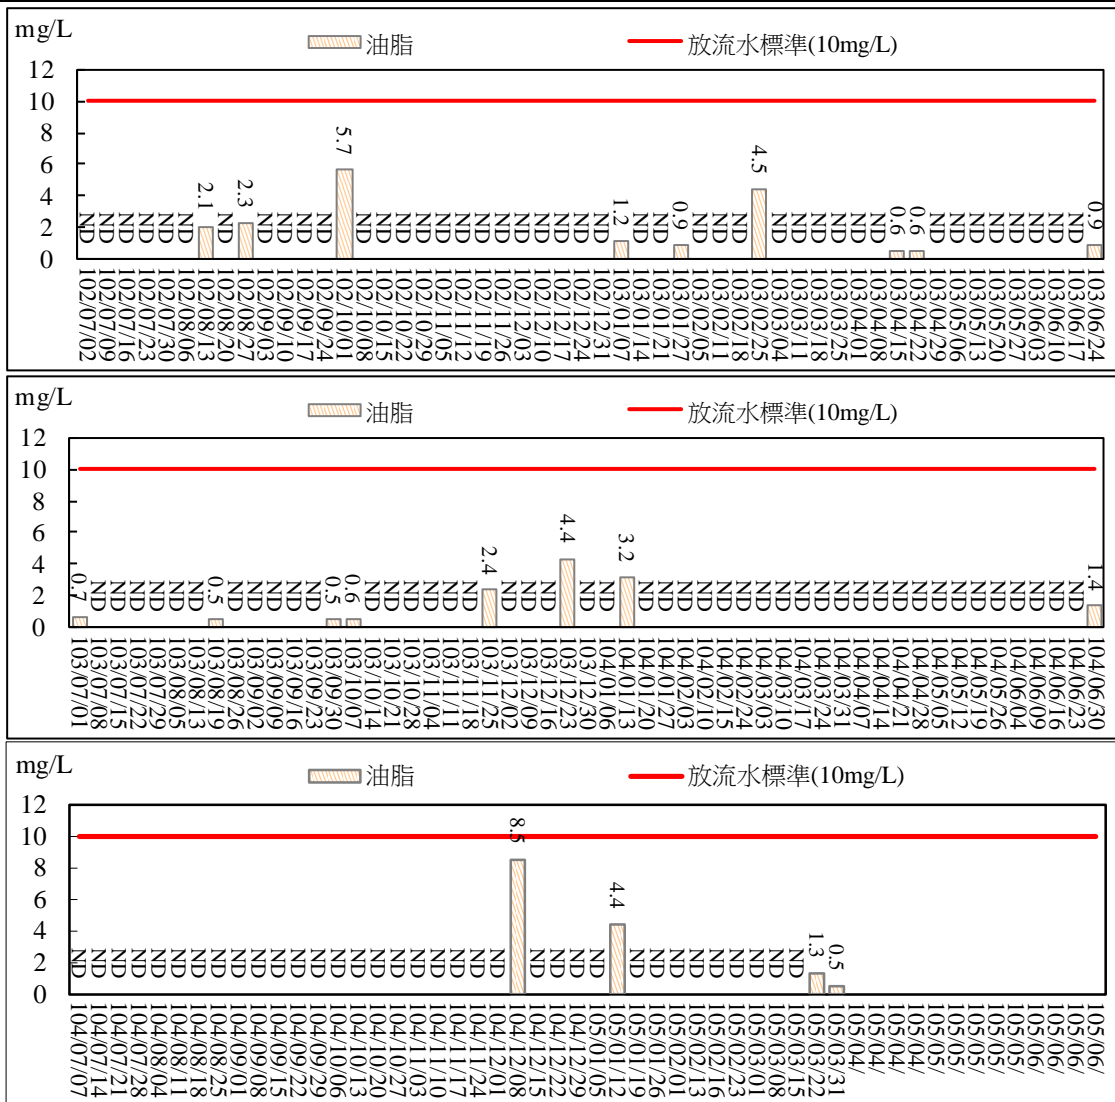 mg/L
油脂
放流水標準(10mg/L)
12
10
8
6
4
2
0
ND ND ND ND ND ND 2.1 ND 2.3 ND ND ND ND 5.7 ND ND ND ND ND ND ND ND ND ND ND ND ND 1.2 ND ND 0.9 ND ND ND 4.5 ND ND ND ND ND ND 0.6 0.6 ND ND ND ND ND ND ND ND 0.9
102/07/02 102/07/09 102/07/16 102/07/23 102/07/30 102/08/06 102/08/13 102/08/20 102/08/27 102/09/03 102/09/10 102/09/17 102/09/24 102/10/01 102/10/08 102/10/15 102/10/22 102/10/29 102/11/05 102/11/12 102/11/19 102/11/26 102/12/03 102/12/10 102/12/17 102/12/24 102/12/31 103/01/07 103/01/14 103/01/21 103/01/27 103/02/05 103/02/11 103/02/18 103/02/25 103/03/04 103/03/11 103/03/18 103/03/25 103/04/01 103/04/08 103/04/15 103/04/22 103/04/29 103/05/06 103/05/13 103/05/20 103/05/27 103/06/03 103/06/10 103/06/17 103/06/24
mg/L
油脂
放流水標準(10mg/L)
12
10
8
6
4
2
0
0.7 ND ND ND ND ND ND 0.5 ND ND ND ND ND 0.5 0.6 ND ND ND ND ND ND 2.4 ND ND ND 4.4 ND ND 3.2 ND ND ND ND ND ND ND ND ND ND ND ND ND ND ND ND ND ND ND ND ND ND ND 1.4
103/07/01 103/07/08 103/07/15 103/07/22 103/07/29 103/08/05 103/08/13 103/08/19 103/08/26 103/09/02 103/09/09 103/09/16 103/09/23 103/09/30 103/10/07 103/10/14 103/10/21 103/10/28 103/11/04 103/11/11 103/11/18 103/11/25 103/12/02 103/12/09 103/12/16 103/12/23 103/12/30 104/01/06 104/01/13 104/01/20 104/01/27 104/02/03 104/02/10 104/02/15 104/02/24 104/03/03 104/03/10 104/03/17 104/03/24 104/03/31 104/04/07 104/04/14 104/04/21 104/04/28 104/05/05 104/05/12 104/05/19 104/05/26 104/06/04 104/06/09 104/06/16 104/06/23 104/06/30
mg/L
油脂
放流水標準(10mg/L)
12
10
8
6
4
2
0
ND ND ND ND ND ND ND ND ND ND ND ND ND ND ND ND ND ND ND ND ND ND 8.5 ND ND ND ND 4.4 ND ND ND ND ND ND ND ND ND 1.3 0.5
104/07/07 104/07/14 104/07/21 104/07/28 104/08/04 104/08/11 104/08/18 104/08/25 104/09/01 104/09/08 104/09/15 104/09/22 104/09/29 104/10/06 104/10/13 104/10/20 104/10/27 104/11/03 104/11/10 104/11/17 104/11/24 104/12/01 104/12/08 104/12/15 104/12/22 104/12/29 105/01/05 105/01/12 105/01/19 105/01/26 105/02/01 105/02/13 105/02/16 105/02/23 105/03/01 105/03/08 105/03/15 105/03/22 105/03/31 105/04/ 105/04/ 105/04/ 105/04/ 105/05/ 105/05/ 105/05/ 105/05/ 105/05/ 105/06/ 105/06/ 105/06/ 105/06/